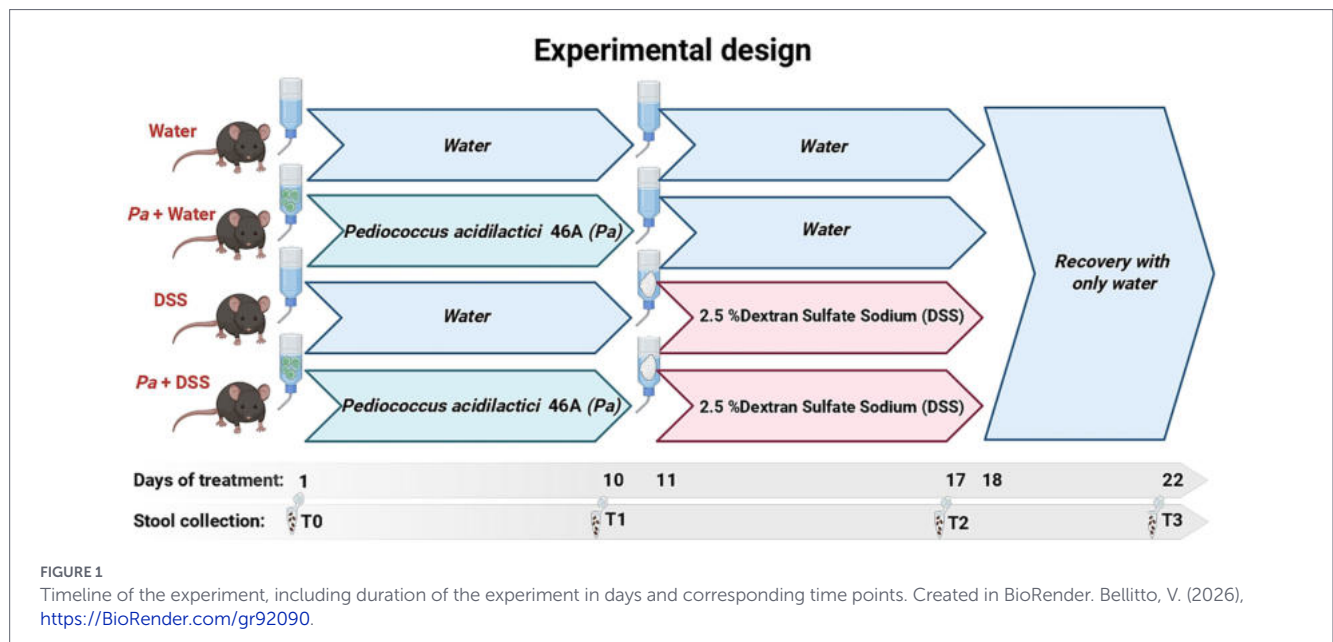 Experimental design
Water
Water
Water
Pa + Water
Pediococcus acidilactici 46A (Pa)
Water
DSS
Water
2.5 %Dextran Sulfate Sodium (DSS)
Pa + DSS
Pediococcus acidilactici 46A (Pa)
2.5 %Dextran Sulfate Sodium (DSS)
Recovery with
only water
Days of treatment: 1 10 11 17 18 22
Stool collection: T0 T1 T2 T3
FIGURE 1
Timeline of the experiment, including duration of the experiment in days and corresponding time points. Created in BioRender. Bellitto, V. (2026),
https://BioRender.com/gr92090.